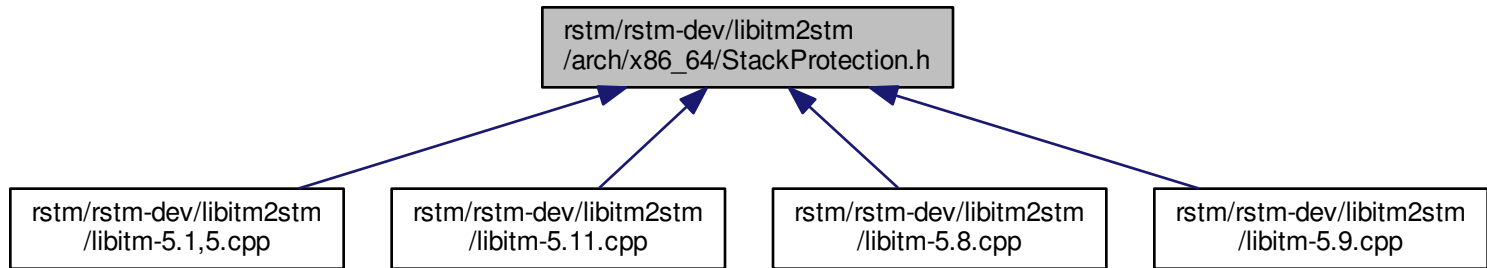 rstm/rstm-dev/libitm2stm
/arch/x86_64/StackProtection.h
rstm/rstm-dev/libitm2stm
/libitm-5.1,5.cpp
rstm/rstm-dev/libitm2stm
/libitm-5.11.cpp
rstm/rstm-dev/libitm2stm
/libitm-5.8.cpp
rstm/rstm-dev/libitm2stm
/libitm-5.9.cpp